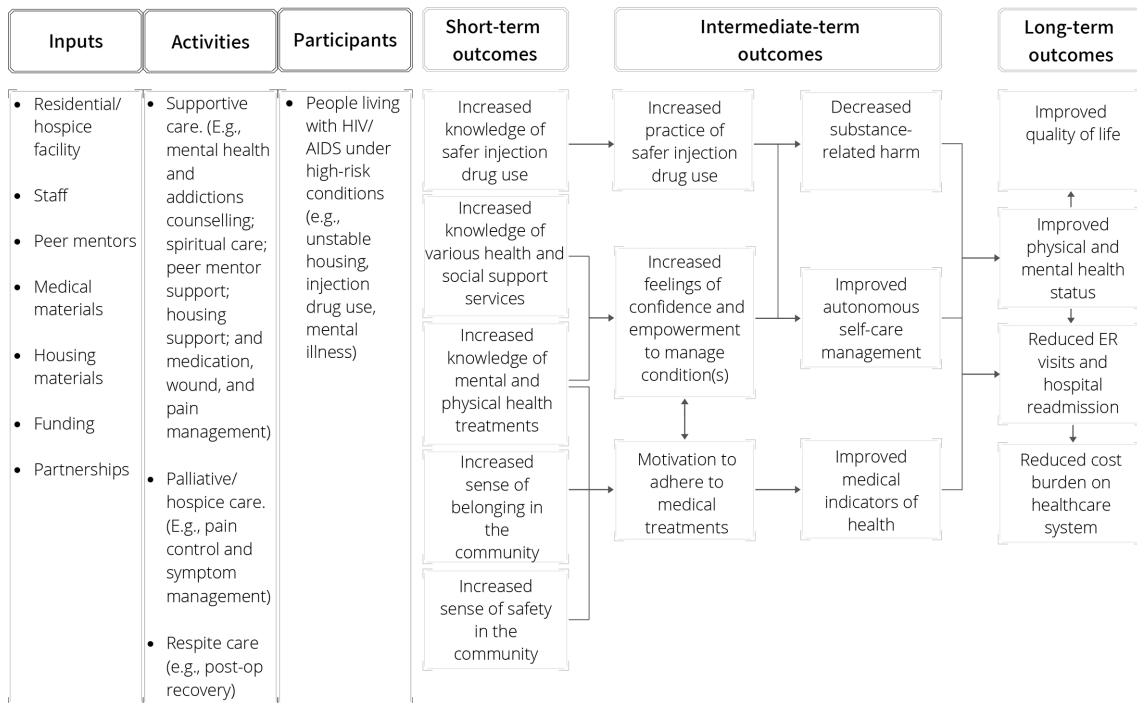 Inputs
Activities
Participants
Short-term
outcomes
Intermediate-term
outcomes
Long-term
outcomes
• Residential/
hospice
facility
• Staff
• Peer mentors
• Medical
materials
• Housing
materials
• Funding
• Partnerships
• Supportive
care. (E.g.,
mental health
and
addictions
counselling;
spiritual care;
peer mentor
support;
housing
support; and
medication,
wound, and
pain
management)
• Palliative/
hospice care.
(E.g., pain
control and
symptom
management)
• Respite care
(e.g., post-op
recovery)
• People living
with HIV/
AIDS under
high-risk
conditions
(e.g.,
unstable
housing,
injection
drug use,
mental
illness)
Increased
knowledge of
safer injection
drug use
Increased
knowledge of
various health and
social support
services
Increased
knowledge of
mental and
physical health
treatments
Increased
sense of
belonging in
the
community
Increased
sense of safety
in the
community
Increased
practice of
safer injection
drug use
Increased
feelings of
confidence and
empowerment
to manage
condition(s)
Motivation to
adhere to
medical
treatments
Decreased
substance-
related harm
Improved
autonomous
self-care
management
Improved
medical
indicators of
health
Improved
quality of life
Improved
physical and
mental health
status
Reduced ER
visits and
hospital
readmission
Reduced cost
burden on
healthcare
system